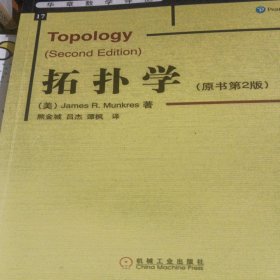 华章数学译丛
17
Pearson
Topology
(Second Edition)
拓扑学
(原书第2版)
(美) James R. Munkres 著
熊金城 吕杰 谭枫 译
机械工业出版社
China Machine Press